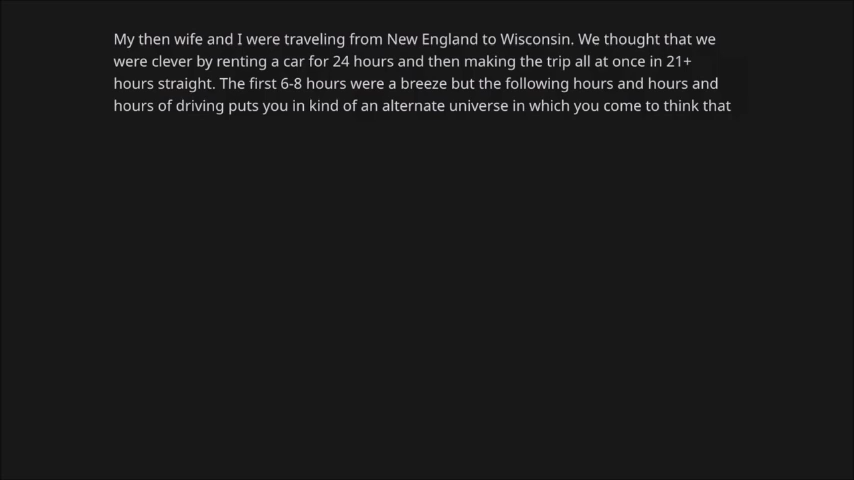 My then wife and I were traveling from New England to Wisconsin. We thought that we
were clever by renting a car for 24 hours and then making the trip all at once in 21+
hours straight. The first 6-8 hours were a breeze but the following hours and hours and
hours of driving puts you in kind of an alternate universe in which you come to think that